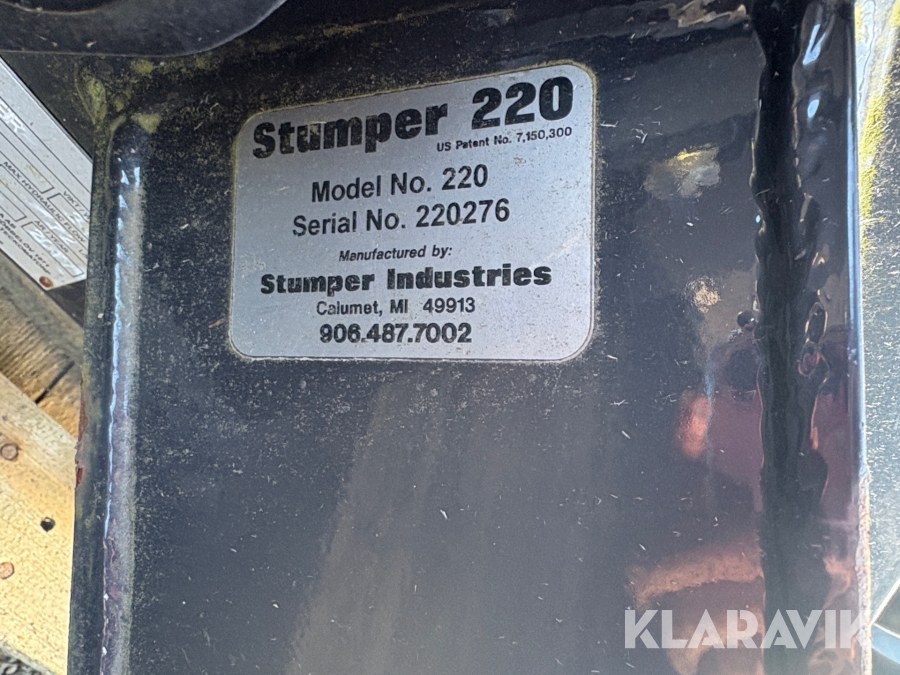 Stumper 220
US Patent No. 7,150,300
Model No. 220
Serial No. 220276
Manufactured by:
Stumper Industries
Calumet, MI 49913
906.487.7002
KLARAVIK